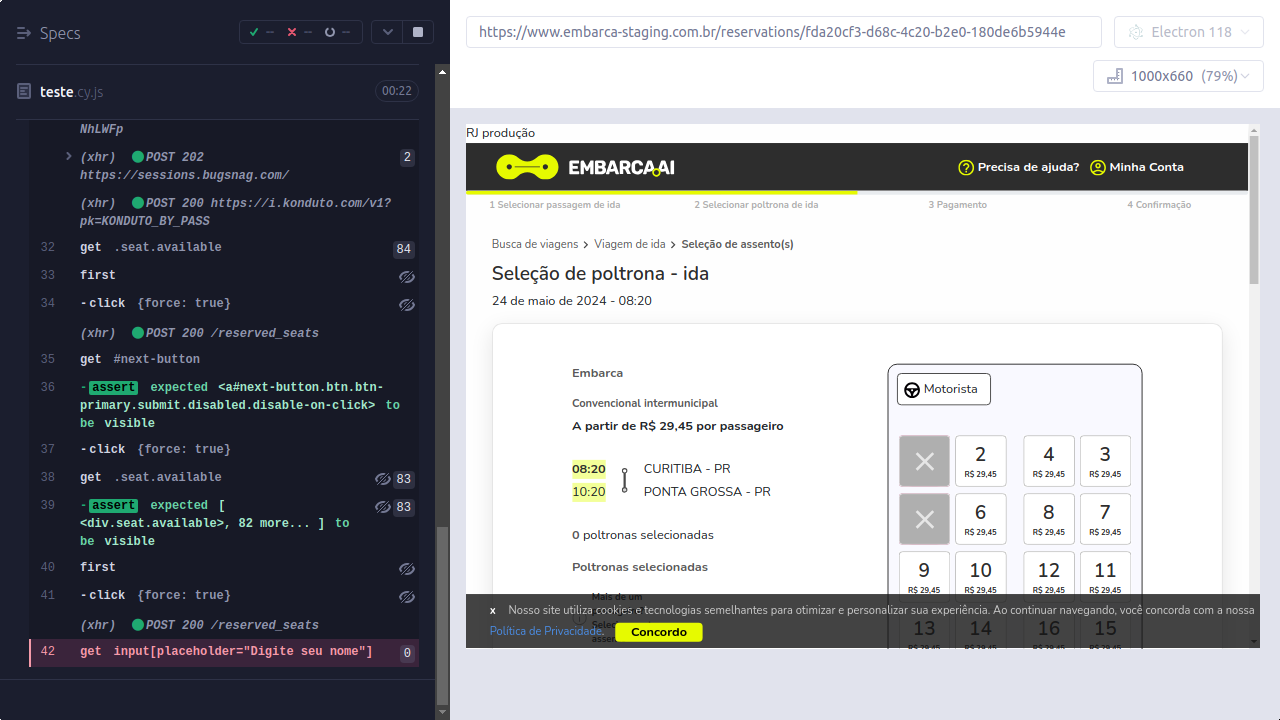 Specs
✓ -- ✕ -- --
teste.cy.js 00:22
NhLWFp
(xhr) POST 202 2
https://sessions.bugsnag.com/
(xhr) POST 200 https://i.konduto.com/v1?
pk=KONDUTO_BY_PASS
32 get .seat.available 84
33 first
34 -click {force: true}
(xhr) POST 200 /reserved_seats
35 get #next-button
36 -assert expected <a#next-button.btn.btn-
primary.submit.disabled.disable-on-click> to
be visible
37 -click {force: true}
38 get .seat.available 83
39 -assert expected [ 83
<div.seat.available>, 82 more... ] to
be visible
40 first
41 -click {force: true}
(xhr) POST 200 /reserved_seats
42 get input[placeholder="Digite seu nome"] 0
https://www.embarca-staging.com.br/reservations/fda20cf3-d68c-4c20-b2e0-180de6b5944e
Electron 118
1000x660 (79%)
RJ produção
EMBARCA.AI
Precisa de ajuda? Minha Conta
1 Selecionar passagem de ida 2 Selecionar poltrona de ida 3 Pagamento 4 Confirmação
Busca de viagens > Viagem de ida > Seleção de assento(s)
Seleção de poltrona - ida
24 de maio de 2024 - 08:20
Embarca
Convencional intermunicipal
A partir de R$ 29,45 por passageiro
08:20 CURITIBA - PR
10:20 PONTA GROSSA - PR
0 poltronas selecionadas
Poltronas selecionadas
Mais de um
Motorista
2 4 3
R$ 29,45 R$ 29,45 R$ 29,45
6 8 7
R$ 29,45 R$ 29,45 R$ 29,45
9 10 12 11
R$ 29,45 R$ 29,45 R$ 29,45 R$ 29,45
13 14 16 15
R$ 29,45 R$ 29,45 R$ 29,45 R$ 29,45
x Nosso site utiliza cookies e tecnologias semelhantes para otimizar e personalizar sua experiência. Ao continuar navegando, você concorda com a nossa
Política de Privacidade. Concordo